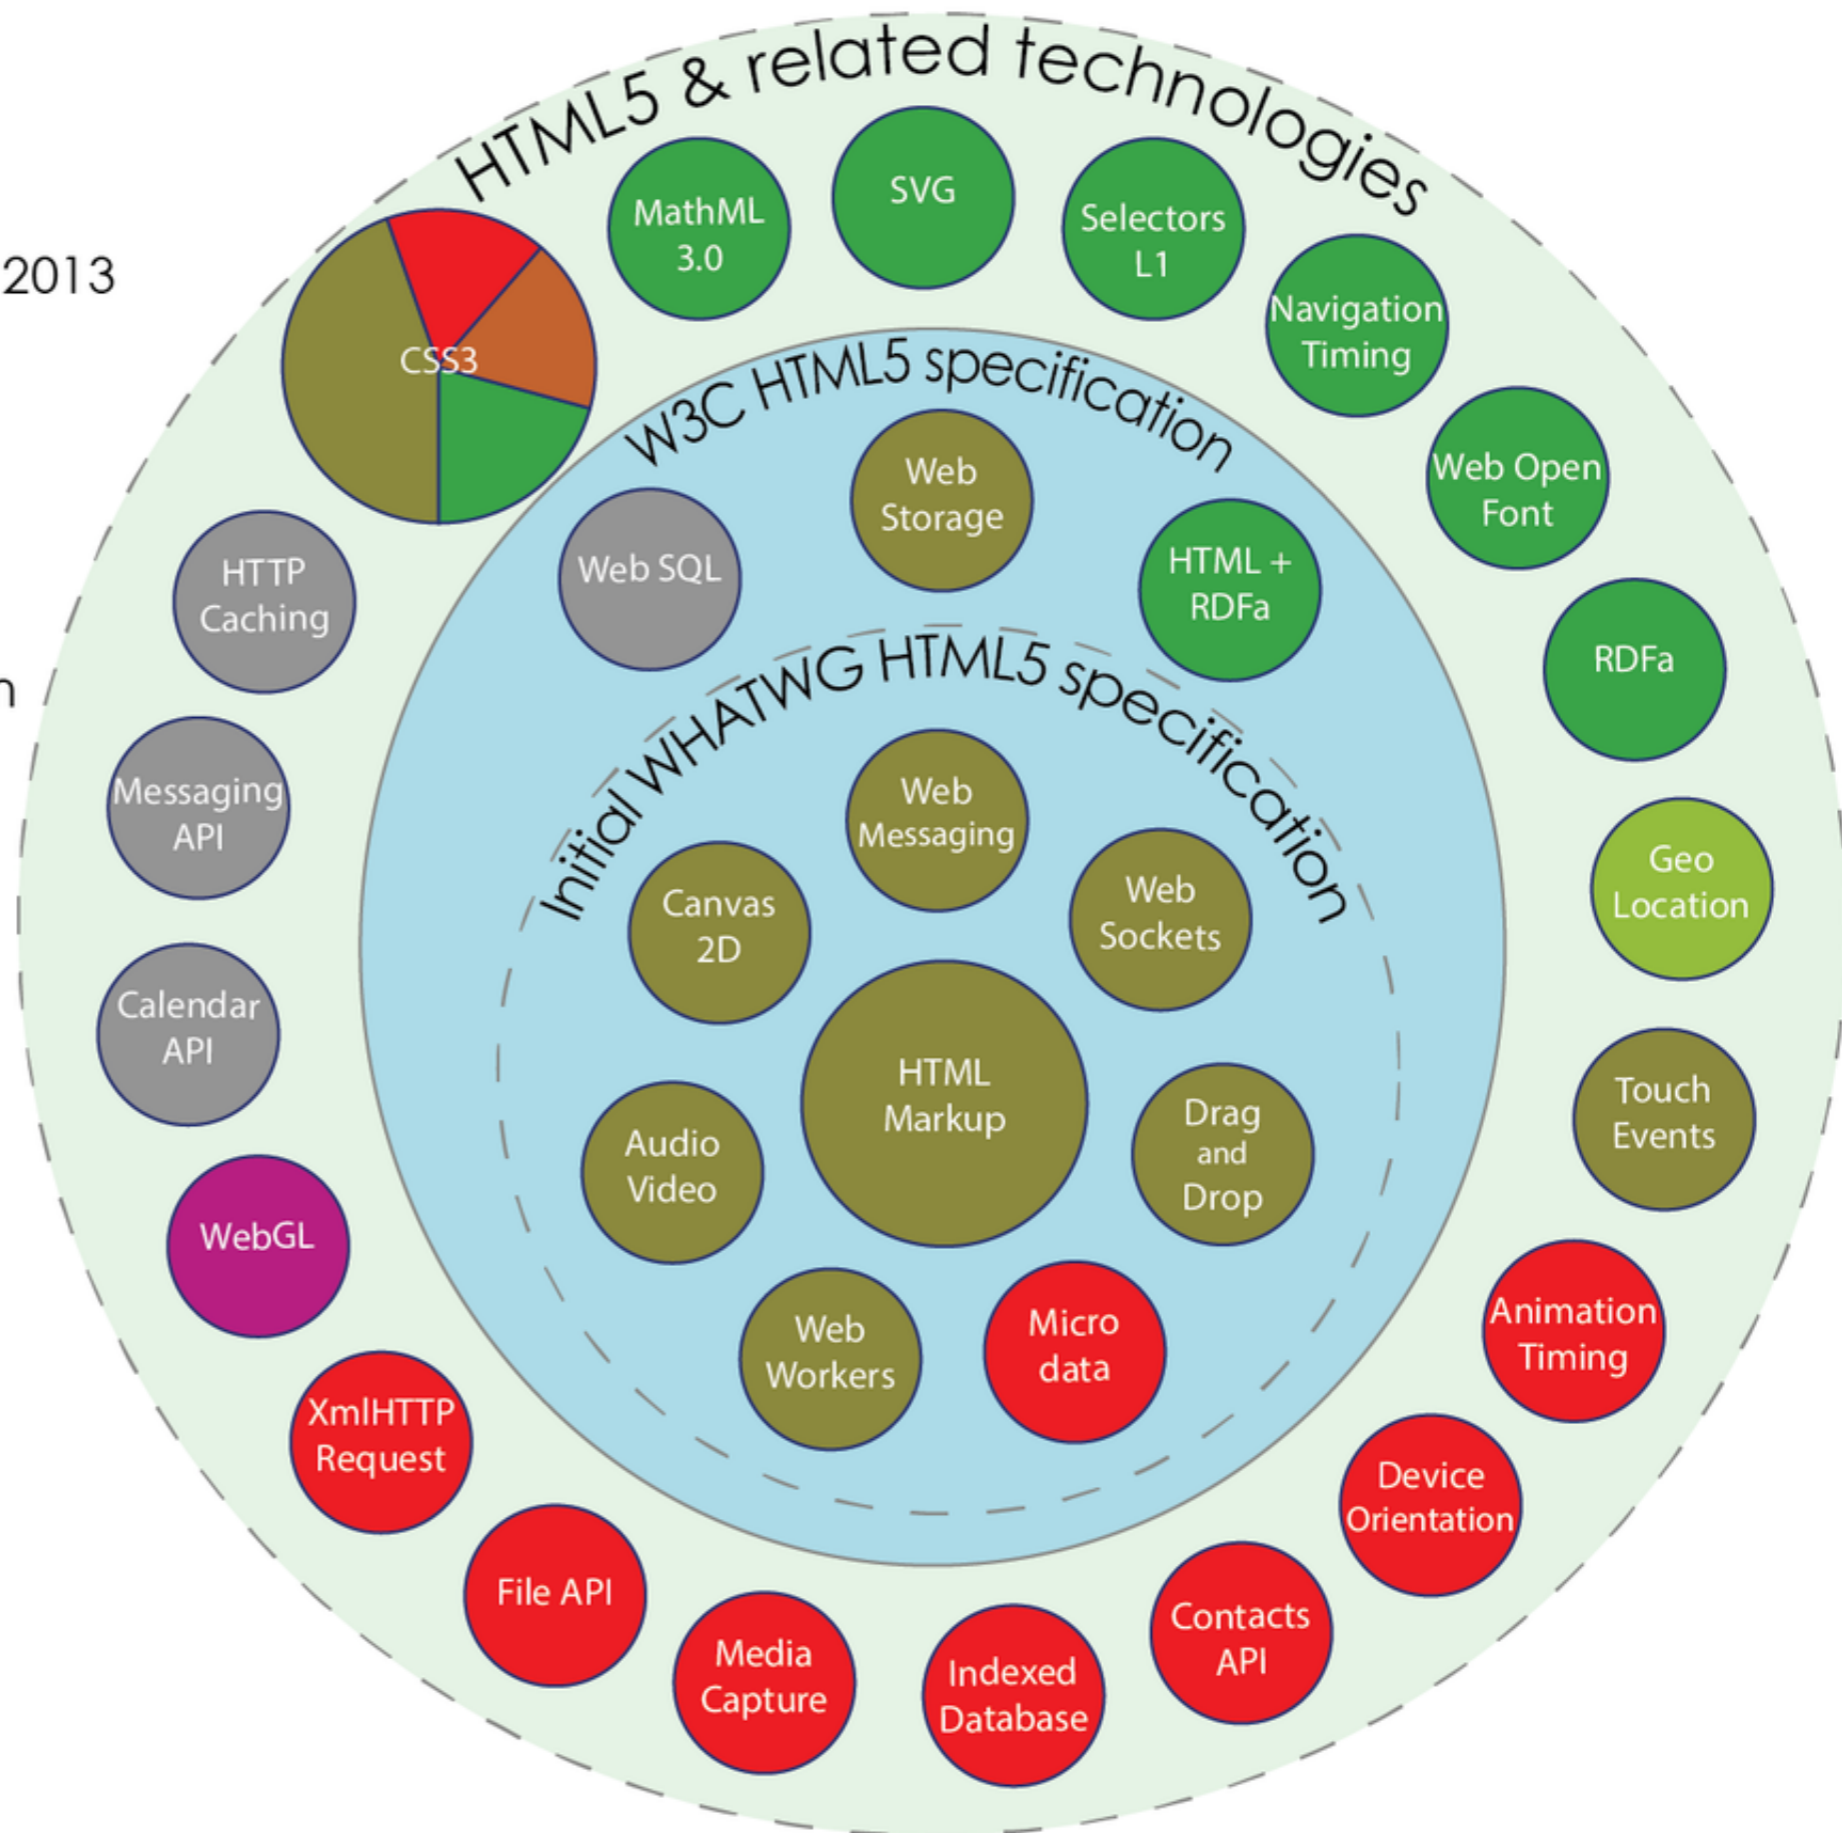 HTML5 & related technologies
2013
MathML
3.0
SVG
Selectors
L1
Navigation
Timing
CSS3
Web Open
Font
RDFa
Geo
Location
Touch
Events
Animation
Timing
Device
Orientation
Contacts
API
Indexed
Database
Media
Capture
File API
XmlHTTP
Request
WebGL
Calendar
API
Messaging
API
HTTP
Caching
n
W3C HTML5 specification
Web SQL
Web
Storage
HTML +
RDFa
Initial WHATWG HTML5 specification
Web
Messaging
Canvas
2D
Web
Sockets
HTML
Markup
Audio
Video
Drag
and
Drop
Web
Workers
Micro
data